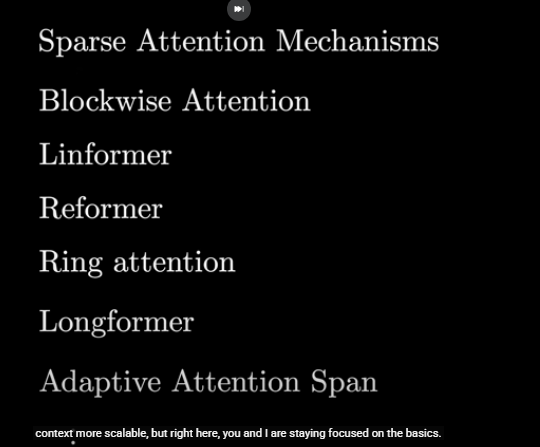 Sparse Attention Mechanisms
Blockwise Attention
Linformer
Reformer
Ring attention
Longformer
Adaptive Attention Span
context more scalable, but right here, you and I are staying focused on the basics.